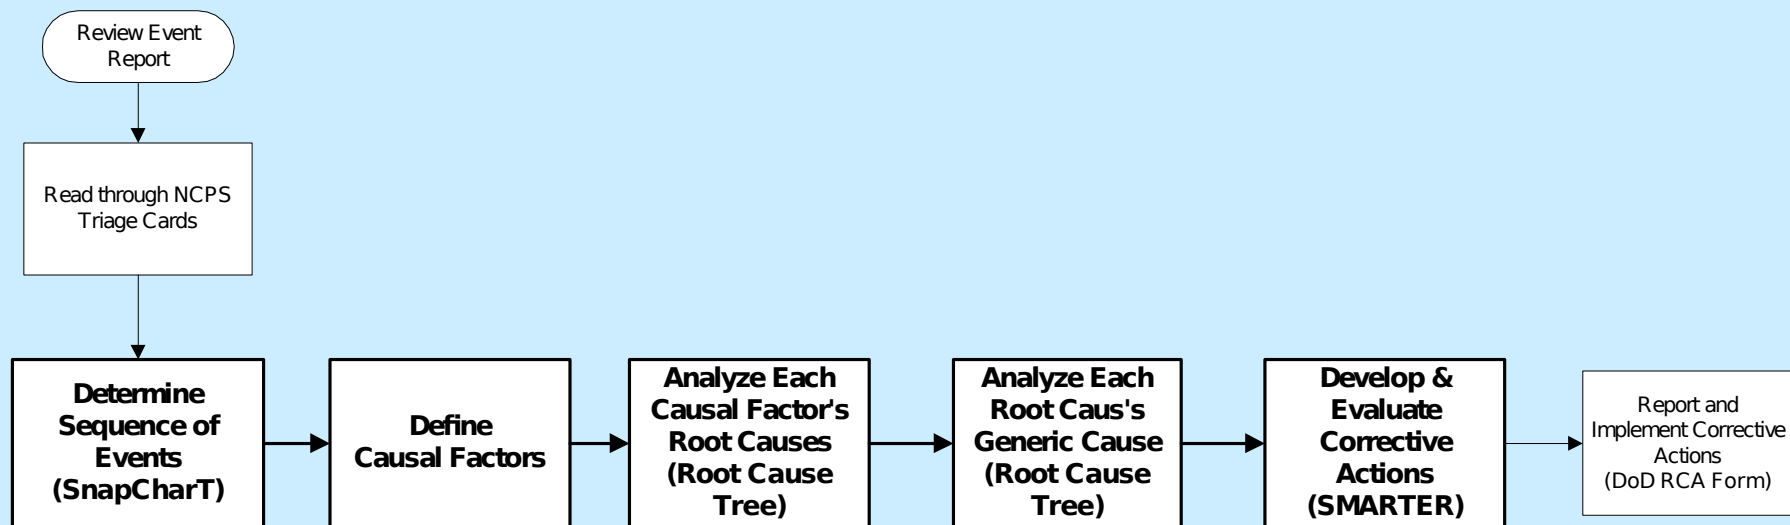 Review Event
Report
Read through NCPS
Triage Cards
Determine
Sequence of
Events
(SnapCharT)
Define
Causal Factors
Analyze Each
Causal Factor's
Root Causes
(Root Cause
Tree)
Analyze Each
Root Caus's
Generic Cause
(Root Cause
Tree)
Develop &
Evaluate
Corrective
Actions
(SMARTER)
Report and
Implement Corrective
Actions
(DoD RCA Form)